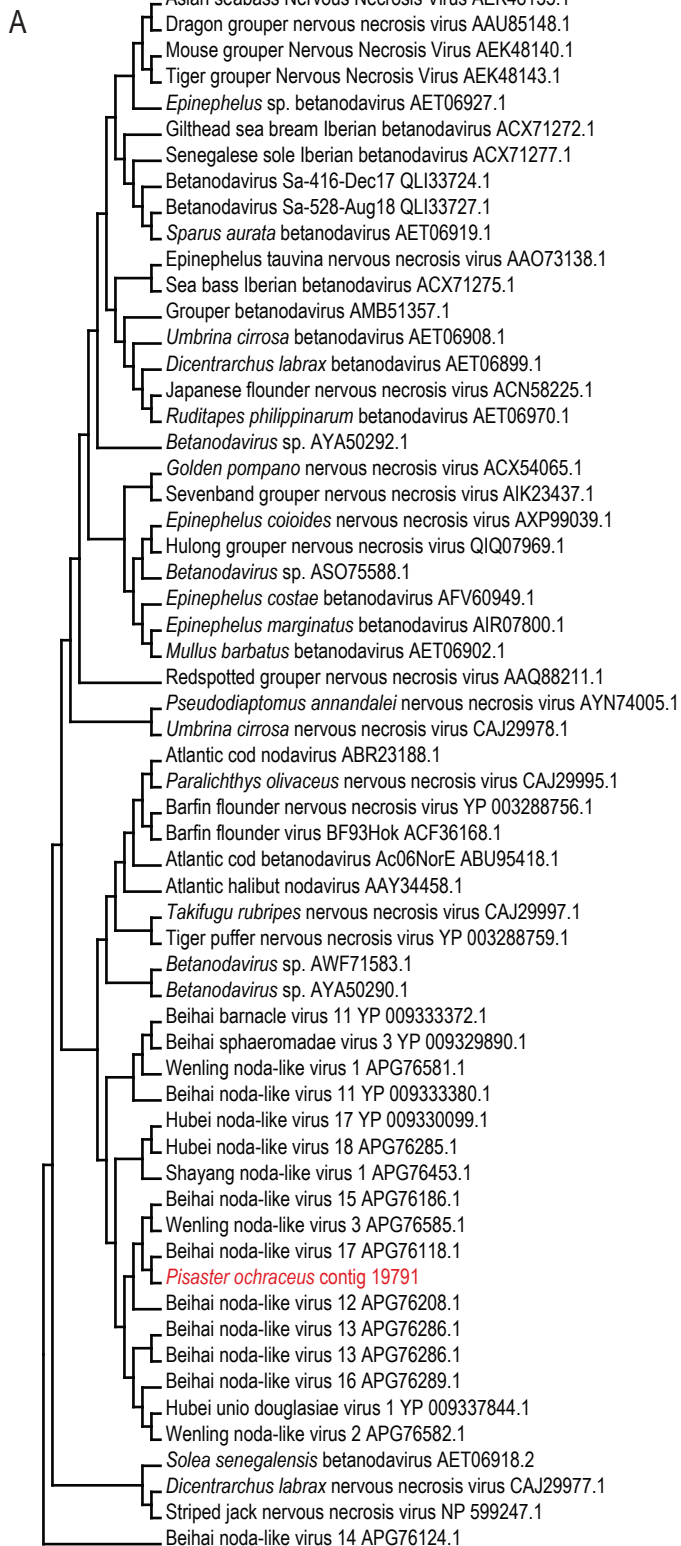 A
Dragon grouper nervous necrosis virus AAU85148.1
Mouse grouper Nervous Necrosis Virus AEK48140.1
Tiger grouper Nervous Necrosis Virus AEK48143.1
Epinephelus sp. betanodavirus AET06927.1
Gilthead sea bream Iberian betanodavirus ACX71272.1
Senegalese sole Iberian betanodavirus ACX71277.1
Betanodavirus Sa-416-Dec17 QLI33724.1
Betanodavirus Sa-528-Aug18 QLI33727.1
Sparus aurata betanodavirus AET06919.1
Epinephelus tauvina nervous necrosis virus AAO73138.1
Sea bass Iberian betanodavirus ACX71275.1
Grouper betanodavirus AMB51357.1
Umbrina cirrosa betanodavirus AET06908.1
Dicentrarchus labrax betanodavirus AET06899.1
Japanese flounder nervous necrosis virus ACN58225.1
Ruditapes philippinarum betanodavirus AET06970.1
Betanodavirus sp. AYA50292.1
Golden pompano nervous necrosis virus ACX54065.1
Sevenband grouper nervous necrosis virus AIK23437.1
Epinephelus coioides nervous necrosis virus AXP99039.1
Hulong grouper nervous necrosis virus QIQ07969.1
Betanodavirus sp. ASO75588.1
Epinephelus costae betanodavirus AFV60949.1
Epinephelus marginatus betanodavirus AIR07800.1
Mullus barbatus betanodavirus AET06902.1
Redspotted grouper nervous necrosis virus AAQ88211.1
Pseudodiaptomus annandalei nervous necrosis virus AYN74005.1
Umbrina cirrosa nervous necrosis virus CAJ29978.1
Atlantic cod nodavirus ABR23188.1
Paralichthys olivaceus nervous necrosis virus CAJ29995.1
Barfin flounder nervous necrosis virus YP 003288756.1
Barfin flounder virus BF93Hok ACF36168.1
Atlantic cod betanodavirus Ac06NorE ABU95418.1
Atlantic halibut nodavirus AAY34458.1
Takifugu rubripes nervous necrosis virus CAJ29997.1
Tiger puffer nervous necrosis virus YP 003288759.1
Betanodavirus sp. AWF71583.1
Betanodavirus sp. AYA50290.1
Beihai barnacle virus 11 YP 009333372.1
Beihai sphaeromadae virus 3 YP 009329890.1
Wenling noda-like virus 1 APG76581.1
Beihai noda-like virus 11 YP 009333380.1
Hubei noda-like virus 17 YP 009330099.1
Hubei noda-like virus 18 APG76285.1
Shayang noda-like virus 1 APG76453.1
Beihai noda-like virus 15 APG76186.1
Wenling noda-like virus 3 APG76585.1
Beihai noda-like virus 17 APG76118.1
Pisaster ochraceus contig 19791
Beihai noda-like virus 12 APG76208.1
Beihai noda-like virus 13 APG76286.1
Beihai noda-like virus 13 APG76286.1
Beihai noda-like virus 16 APG76289.1
Hubei unio douglasiae virus 1 YP 009337844.1
Wenling noda-like virus 2 APG76582.1
Solea senegalensis betanodavirus AET06918.2
Dicentrarchus labrax nervous necrosis virus CAJ29977.1
Striped jack nervous necrosis virus NP 599247.1
Beihai noda-like virus 14 APG76124.1